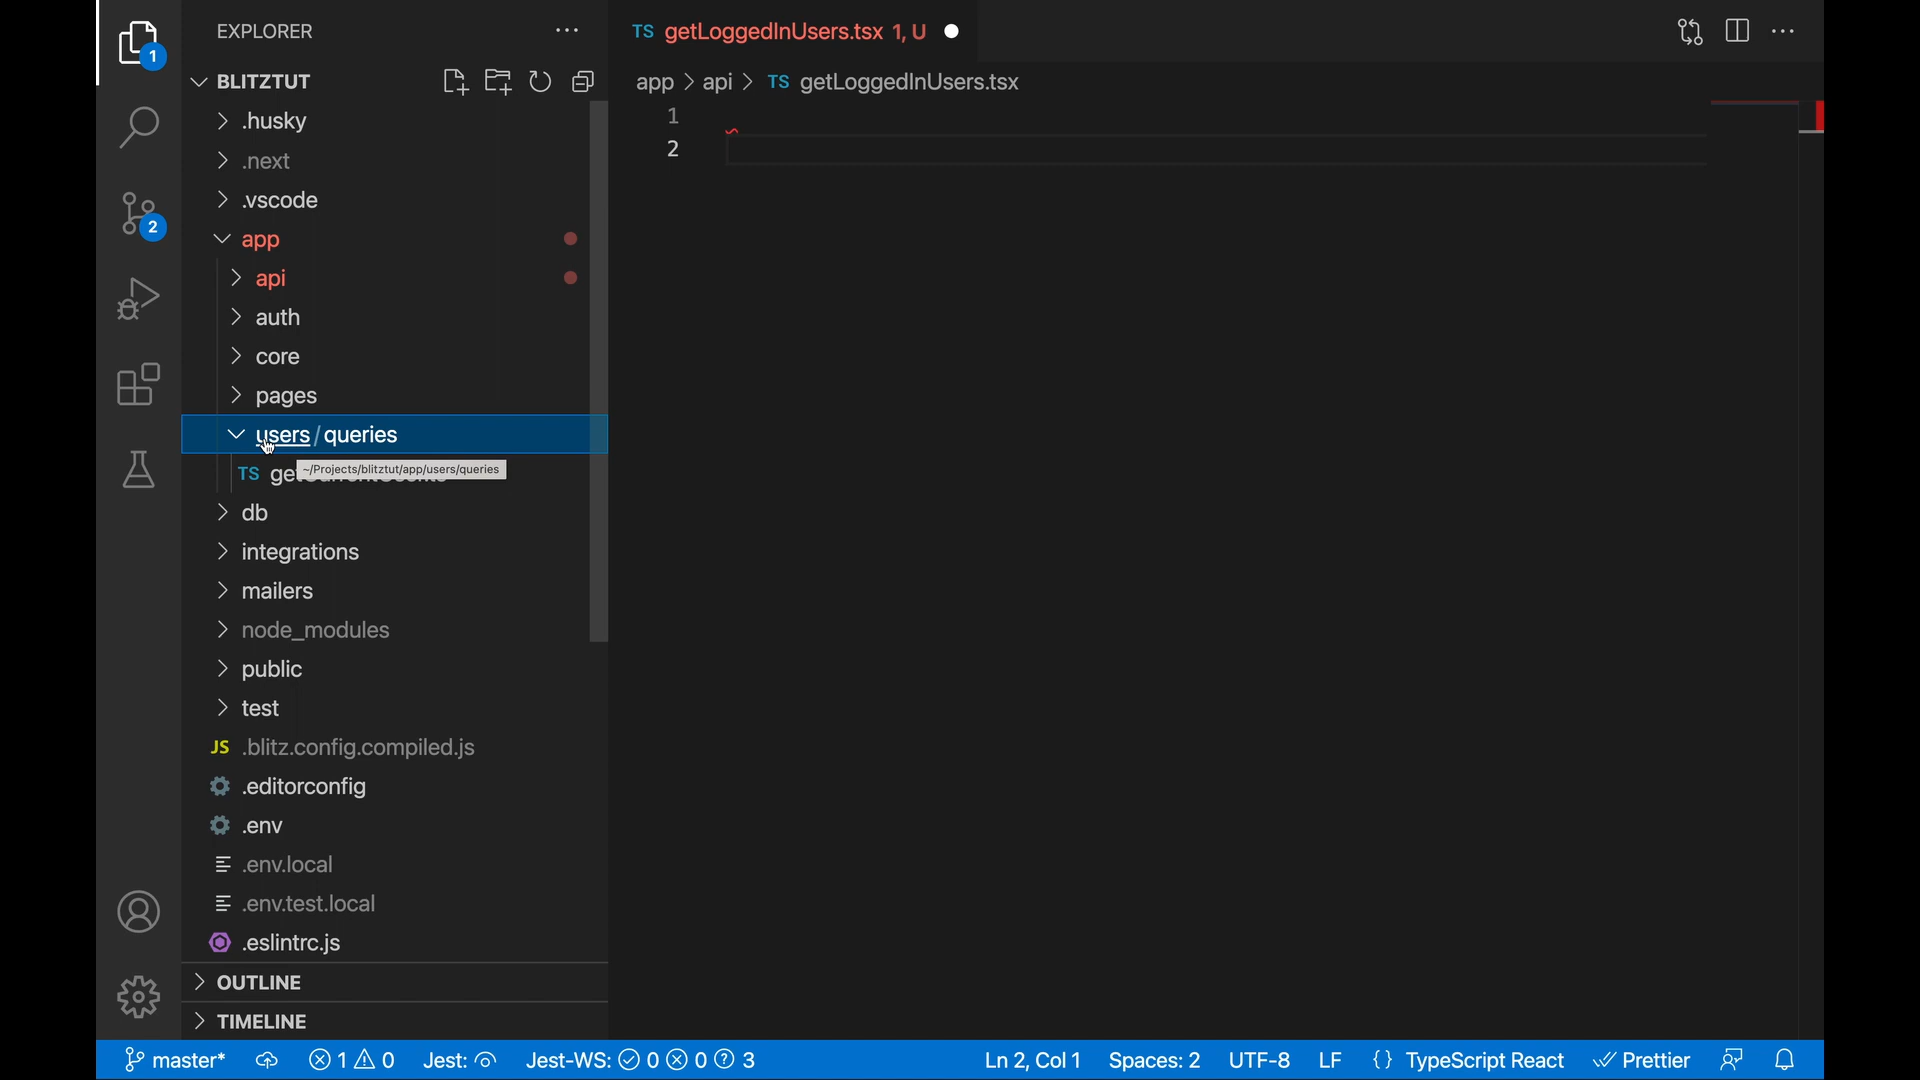 EXPLORER
BLITZTUT
.husky
.next
.vscode
app
api
auth
core
pages
users / queries
~/Projects/blitztut/app/users/queries
TS
db
integrations
mailers
node_modules
public
test
JS .blitz.config.compiled.js
.editorconfig
.env
.env.local
.env.test.local
.eslintrc.js
OUTLINE
TIMELINE
1
2
TS getLoggedInUsers.tsx 1, U
app > api > TS getLoggedInUsers.tsx
1
2
master* 1 0 Jest: Jest-WS: 0 0 3 Ln 2, Col 1 Spaces: 2 UTF-8 LF {} TypeScript React Prettier